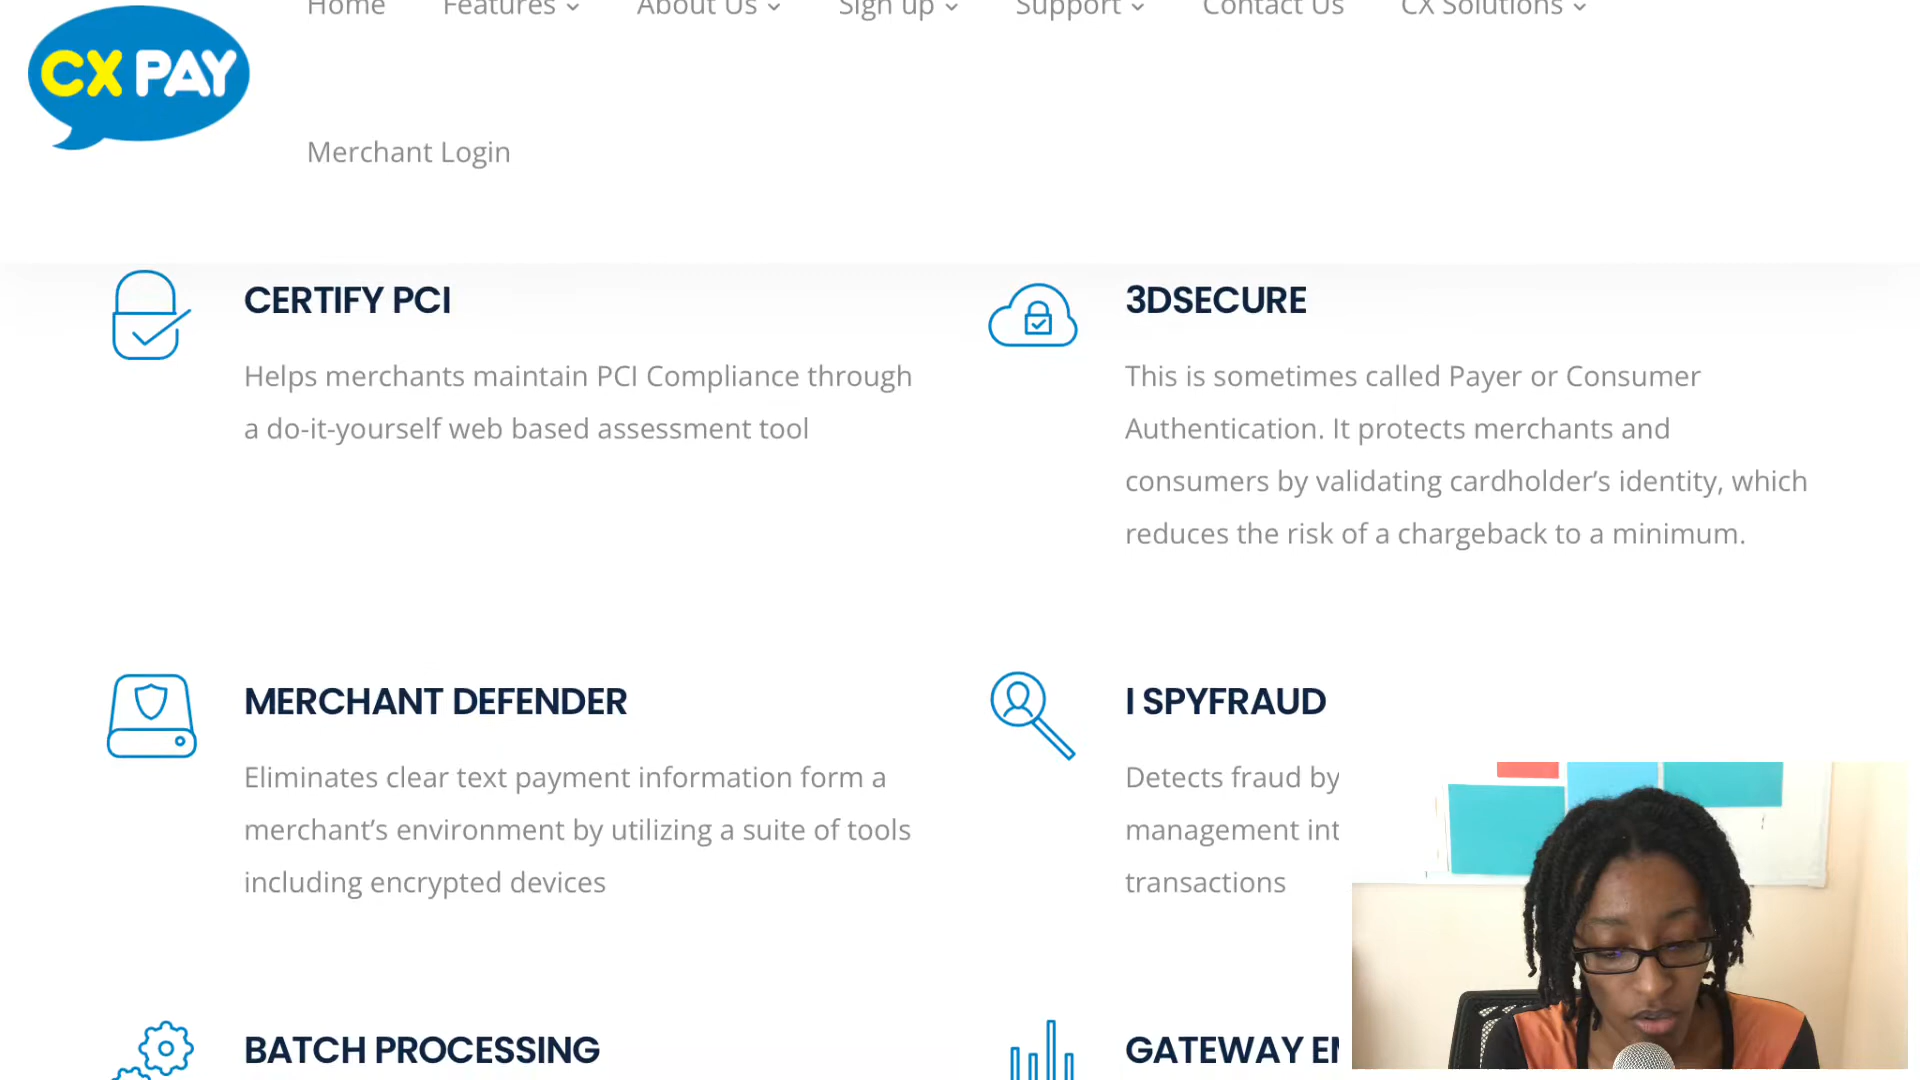 Home Features About Us Sign up Support Contact Us CX Solutions
CX PAY
Merchant Login
CERTIFY PCI
Helps merchants maintain PCI Compliance through
a do-it-yourself web based assessment tool
3DSECURE
This is sometimes called Payer or Consumer
Authentication. It protects merchants and
consumers by validating cardholder’s identity, which
reduces the risk of a chargeback to a minimum.
MERCHANT DEFENDER
Eliminates clear text payment information form a
merchant’s environment by utilizing a suite of tools
including encrypted devices
I SPYFRAUD
Detects fraud by
management
transactions
BATCH PROCESSING
GATEWAY